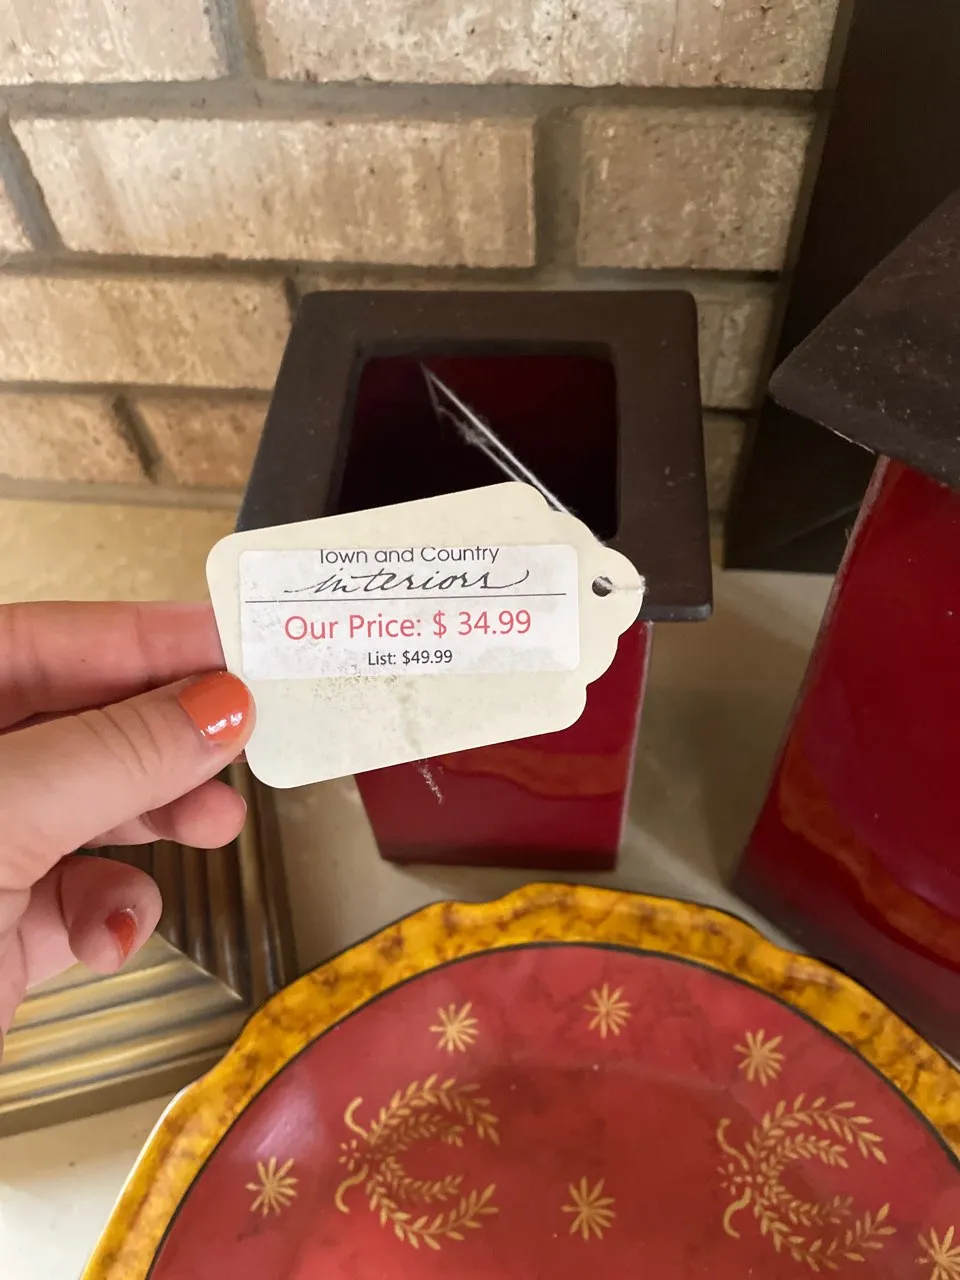 Town and Country
interiors
Our Price: $ 34.99
List: $49.99